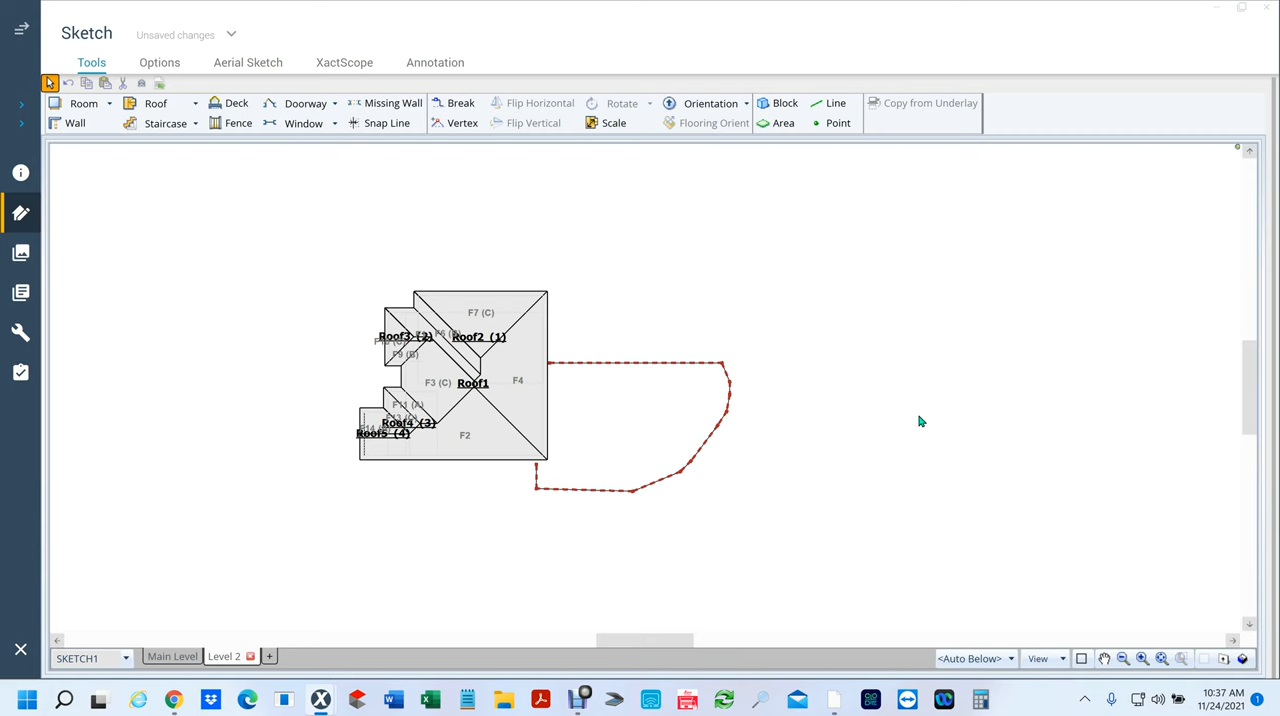 Sketch Unsaved changes
Tools Options Aerial Sketch XactScope Annotation
Room Roof Deck Doorway Missing Wall Break Flip Horizontal Rotate Orientation Block Line Copy from Underlay
Wall Staircase Fence Window Snap Line Vertex Flip Vertical Scale Flooring Orient Area Point
F7 (C)
Roof3 (2) Roof2 (1)
F9 (B)
F3 (C) Roof1 F4
F11 (A)
Roof4 (3)
Roof5 (4) F2
SKETCH1 Main Level Level 2 + <Auto Below> View
10:37 AM
11/24/2021